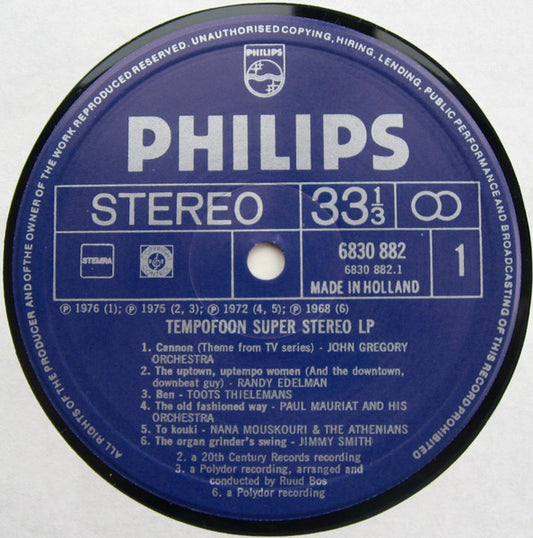 ALL RIGHTS OF THE PRODUCER AND OF THE OWNER OF THE WORK REPRODUCED RESERVED. UNAUTHORISED COPYING, HIRING, LENDING, PUBLIC PERFORMANCE AND BROADCASTING OF THIS RECORD PROHIBITED
PHILIPS
PHILIPS
STEREO 33 1/3
STEMRA
6830 882
6830 882.1
MADE IN HOLLAND
1
Ⓟ 1976 (1); Ⓟ 1975 (2, 3); Ⓟ 1972 (4, 5); Ⓟ 1968 (6)
TEMPOFOON SUPER STEREO LP
1. Cannon (Theme from TV series) - JOHN GREGORY
ORCHESTRA
2. The uptown, uptempo women (And the downtown,
downbeat guy) - RANDY EDELMAN
3. Ben - TOOTS THIELEMANS
4. The old fashioned way - PAUL MAURIAT AND HIS
ORCHESTRA
5. To kouki - NANA MOUSKOURI & THE ATHENIANS
6. The organ grinder's swing - JIMMY SMITH
2. a 20th Century Records recording
3. a Polydor recording, arranged and
conducted by Ruud Bos
6. a Polydor recording